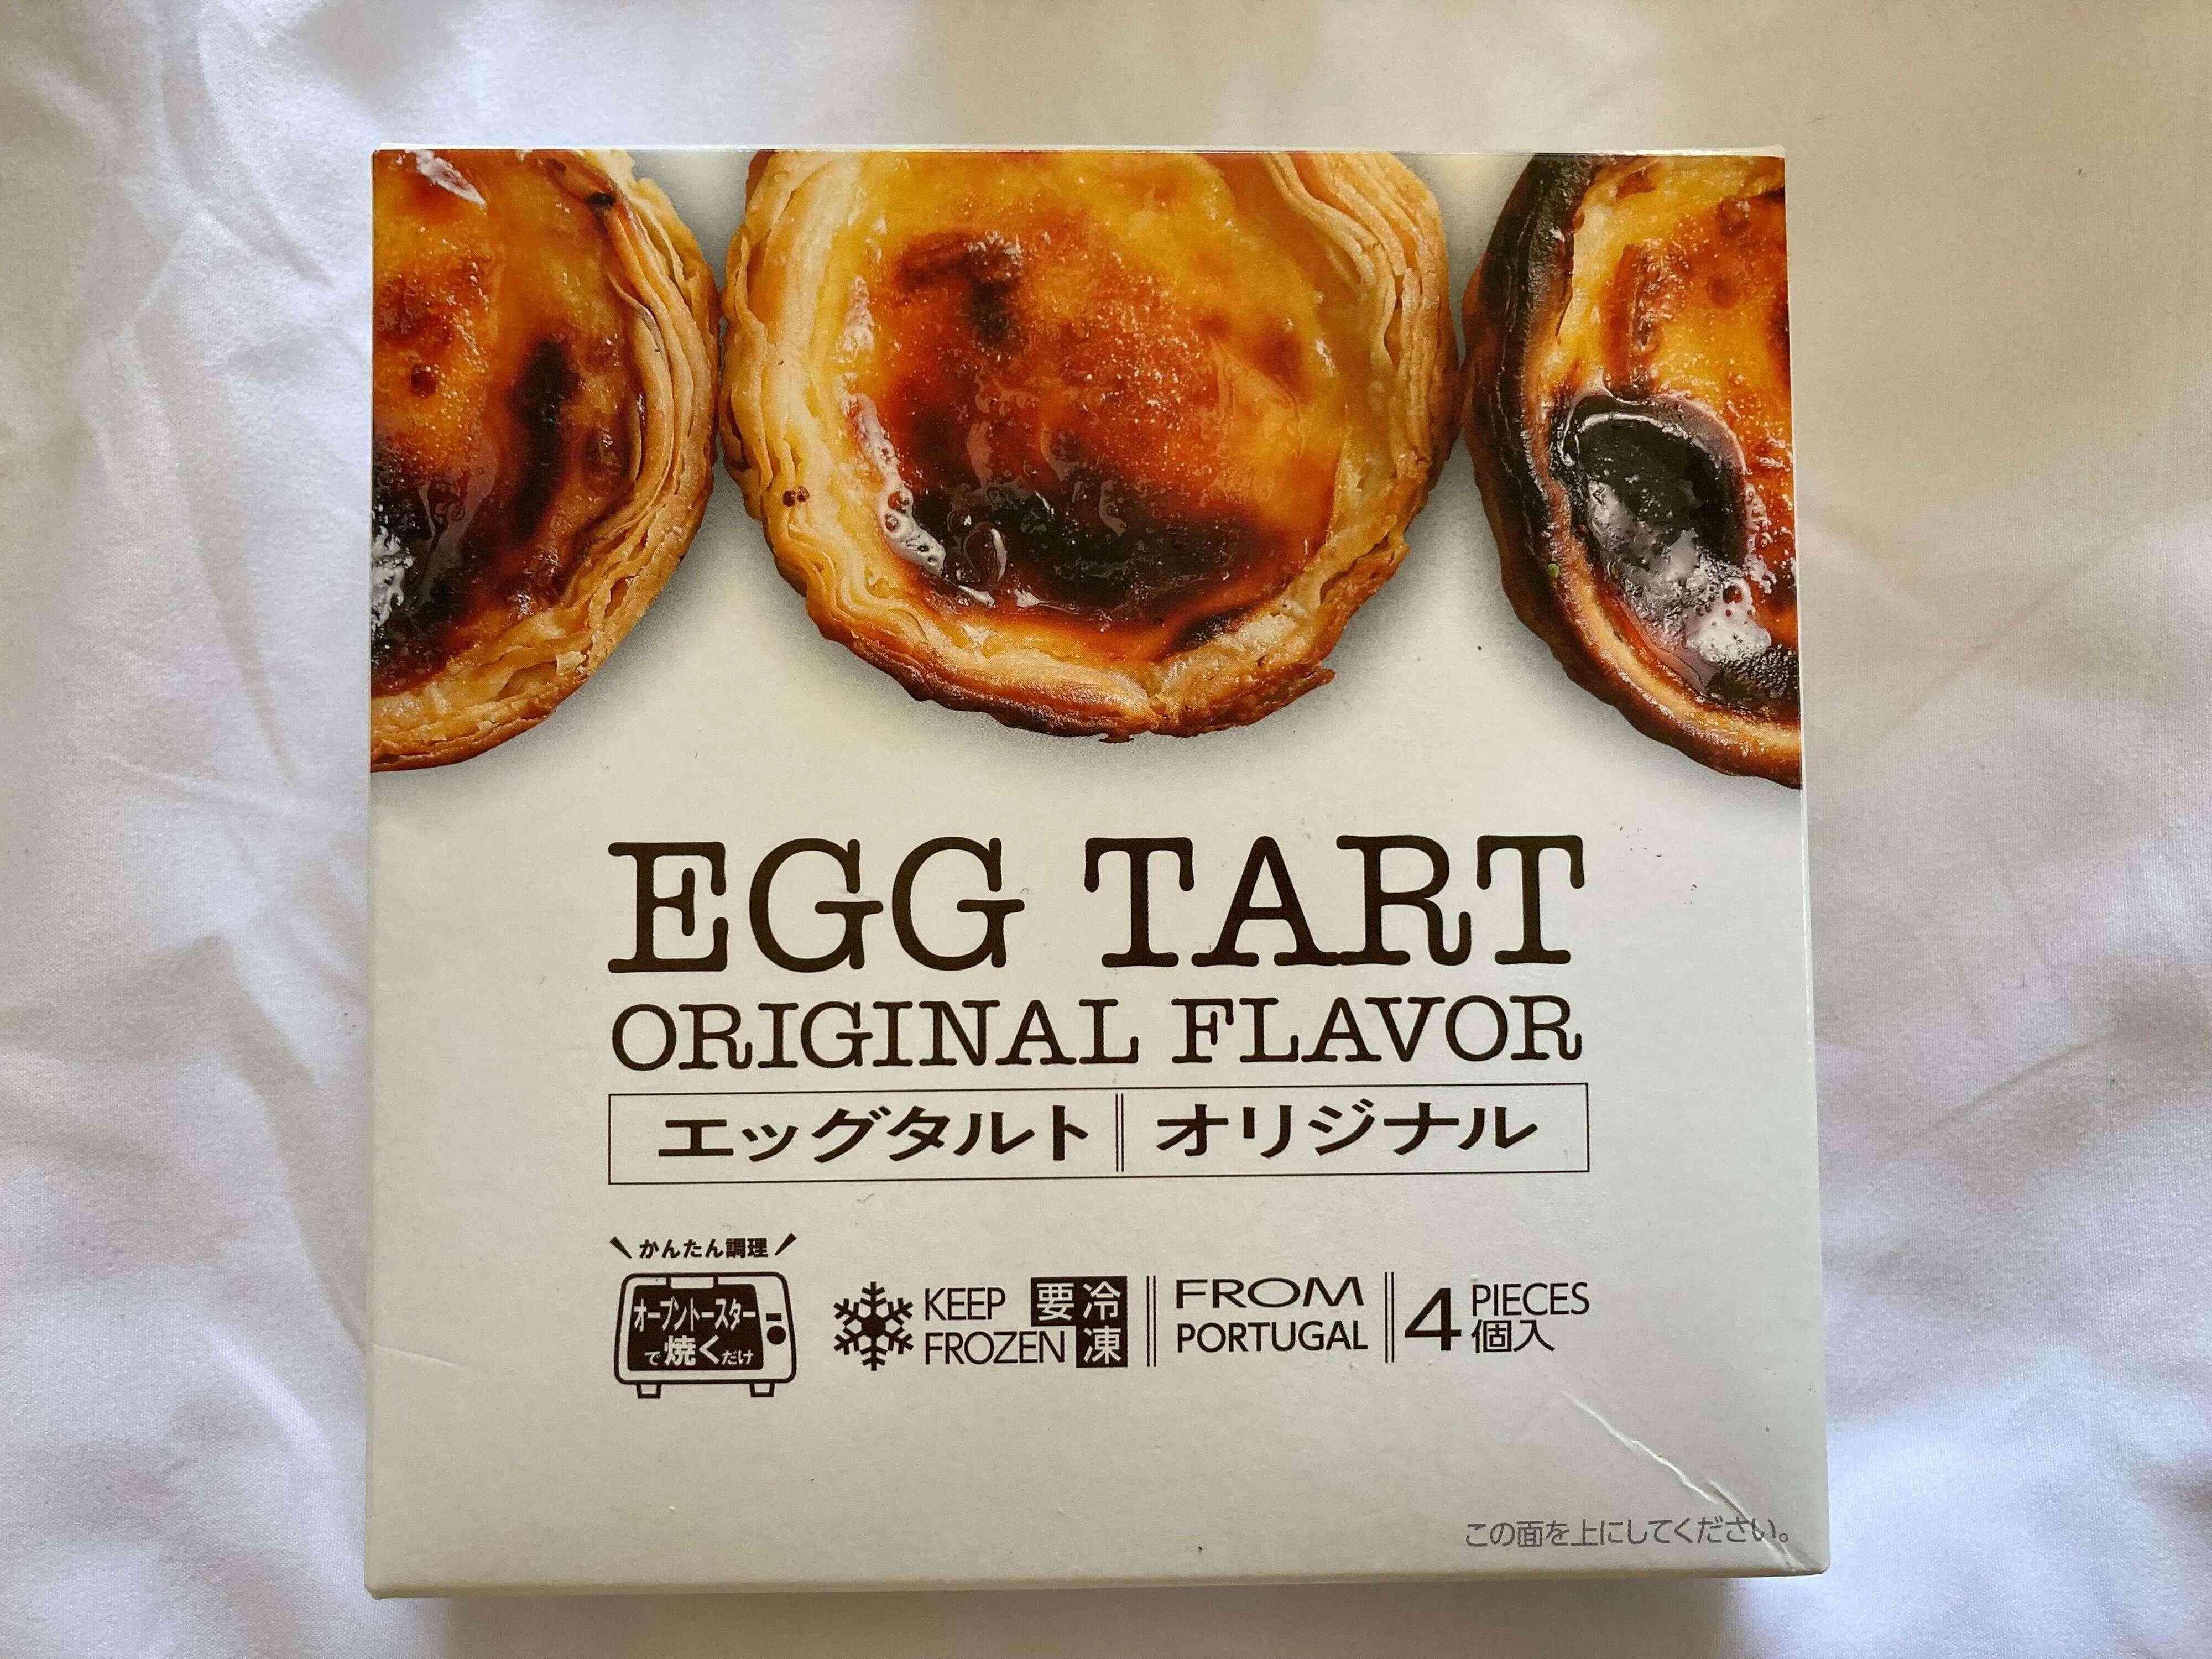 EGG TART
ORIGINAL FLAVOR
エッグタルト オリジナル
かんたん調理
オーブントースター
で焼くだけ
KEEP
FROZEN
要冷
凍
FROM
PORTUGAL
4 PIECES
個入
この面を上にしてください。